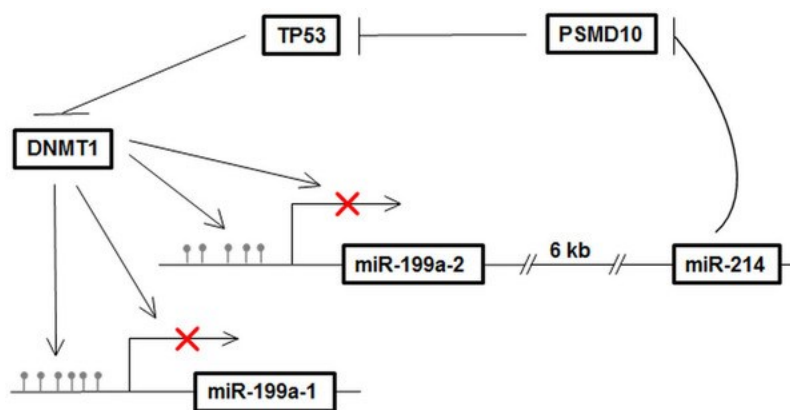 TP53
PSMD10
DNMT1
miR-199a-2
6 kb
miR-214
miR-199a-1